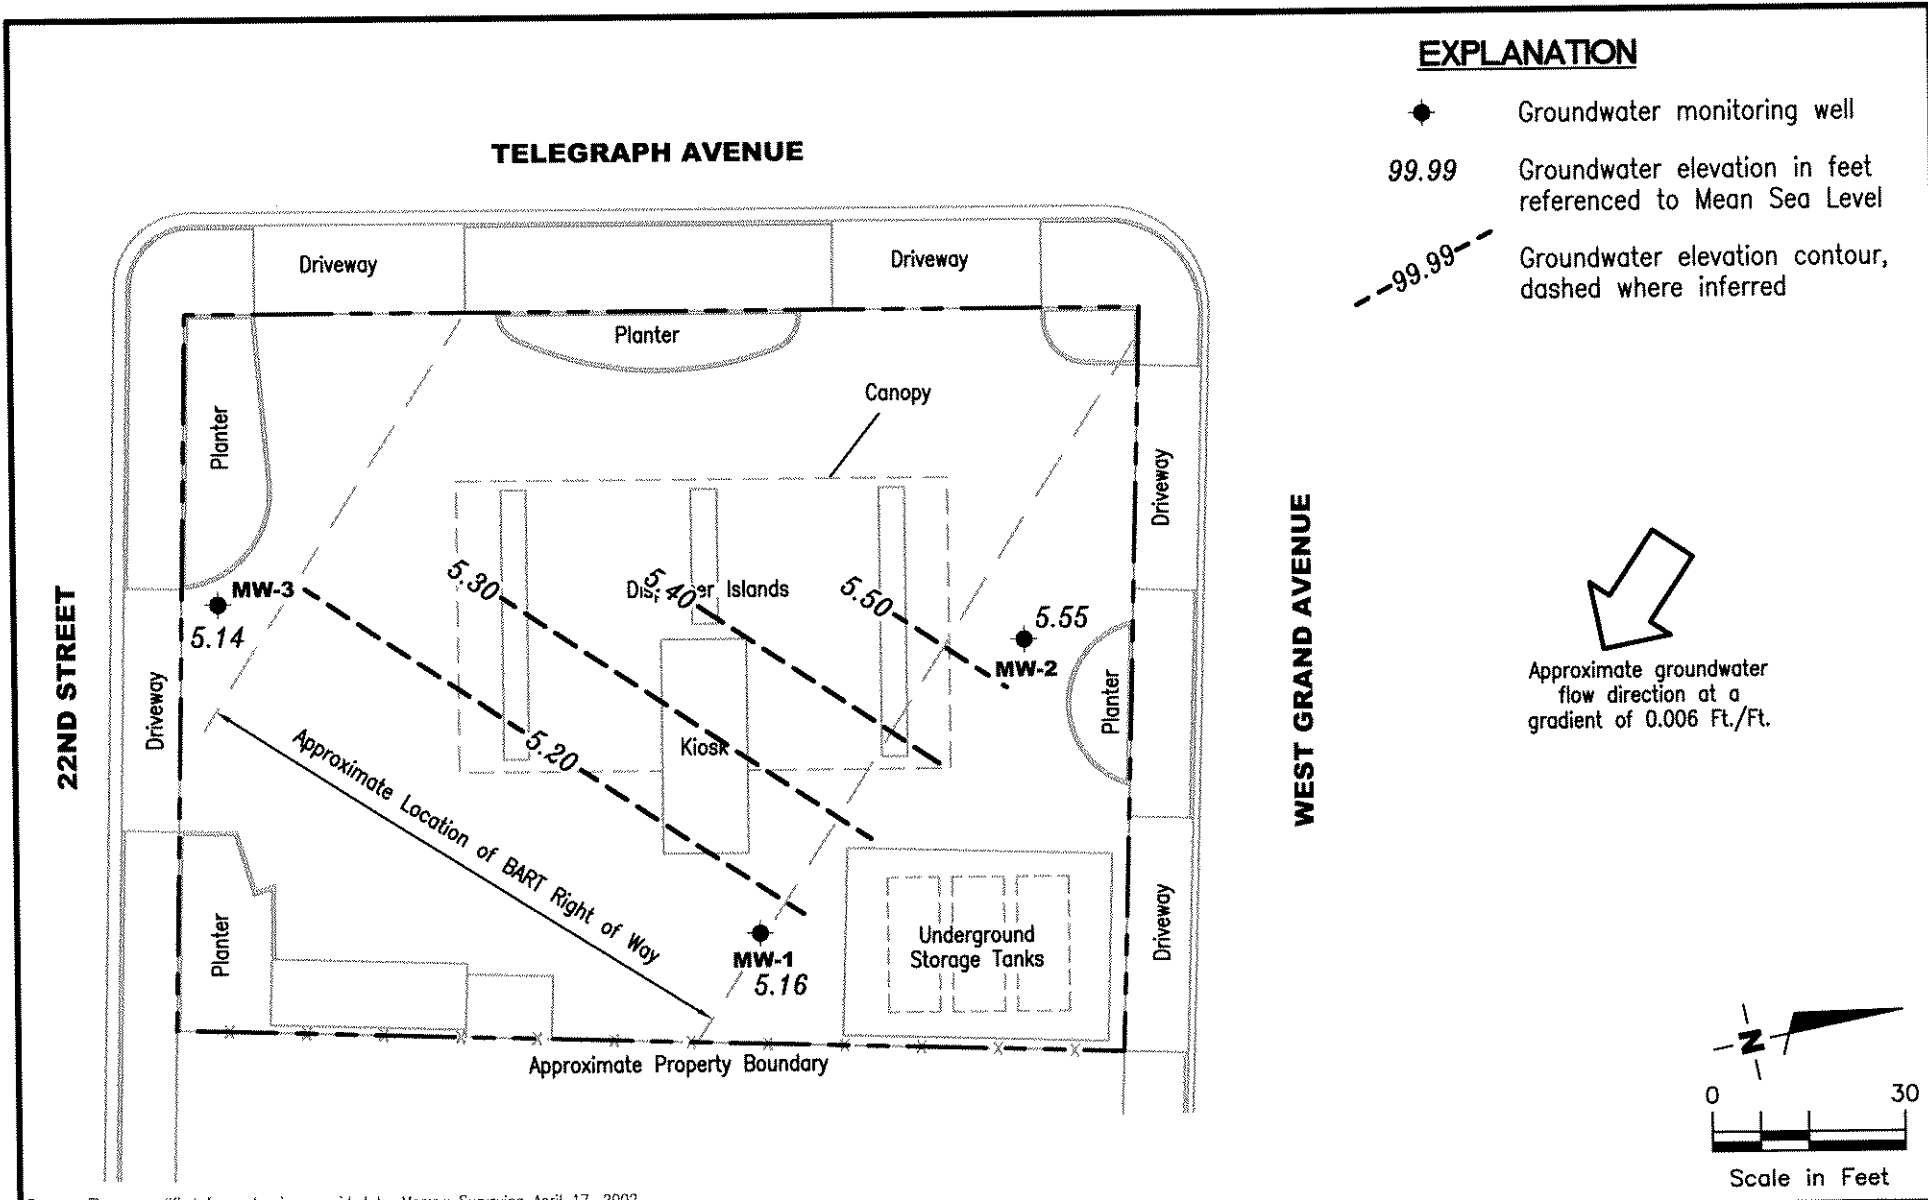 EXPLANATION
Groundwater monitoring well
99.99
Groundwater elevation in feet
referenced to Mean Sea Level
99.99
Groundwater elevation contour,
dashed where inferred
TELEGRAPH AVENUE
Driveway
Driveway
Planter
Canopy
Planter
Driveway
5.30
5.40
Islands
5.50
MW-3
5.14
5.55
MW-2
22ND STREET
WEST GRAND AVENUE
Driveway
Planter
Kiosk
5.20
Approximate Location of BART Right of Way
Approximate groundwater
flow direction at a
gradient of 0.006 Ft./Ft.
Planter
MW-1
5.16
Underground
Storage Tanks
Driveway
Approximate Property Boundary
N
0 30
Scale in Feet